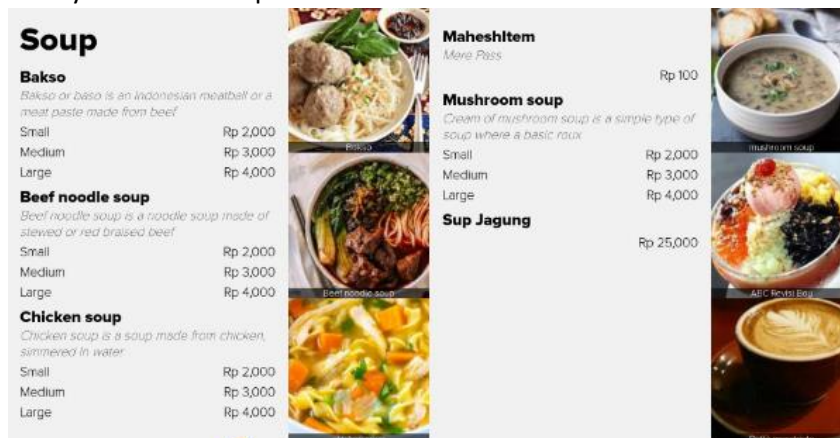 Soup
Bakso
Bakso or baso is an Indonesian meatball or a
meat paste made from beef
Small Rp 2,000
Medium Rp 3,000
Large Rp 4,000
Beef noodle soup
Beef noodle soup is a noodle soup made of
stewed or red braised beef
Small Rp 2,000
Medium Rp 3,000
Large Rp 4,000
Chicken soup
Chicken soup is a soup made from chicken,
simmered in water
Small Rp 2,000
Medium Rp 3,000
Large Rp 4,000
Bakso
Beef noodle soup
MaheshItem
Mere Pass
Rp 100
Mushroom soup
Cream of mushroom soup is a simple type of
soup where a basic roux
Small Rp 2,000
Medium Rp 3,000
Large Rp 4,000
Sup Jagung
Rp 25,000
mushroom soup
ABC Revisi Bag